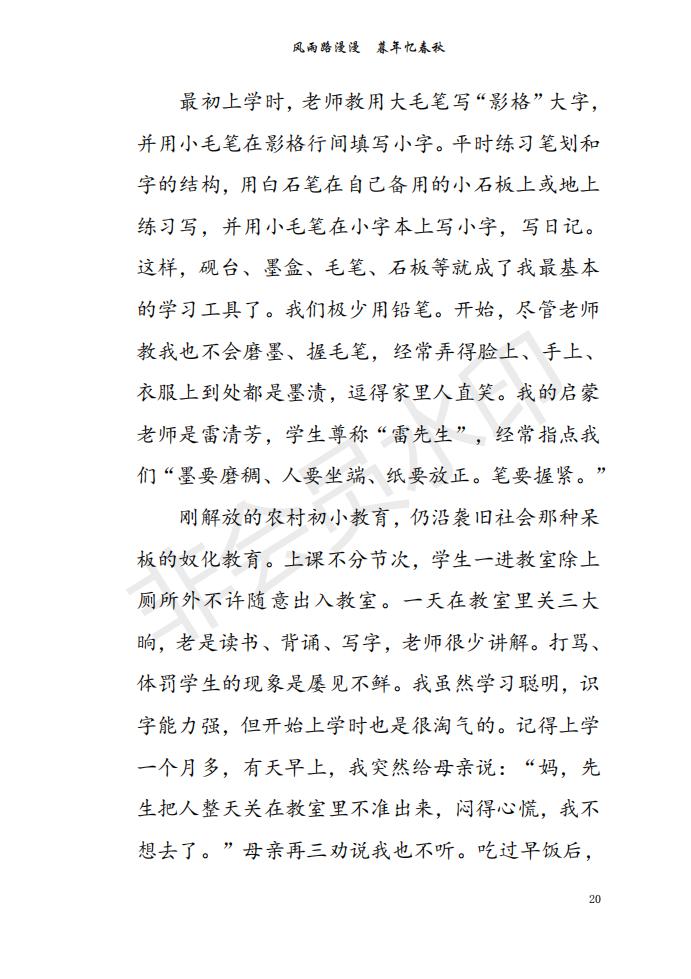 风雨路漫漫　暮年忆春秋
最初上学时，老师教用大毛笔写“影格”大字，
并用小毛笔在影格行间填写小字。平时练习笔划和
字的结构，用白石笔在自己备用的小石板上或地上
练习写，并用小毛笔在小字本上写小字，写日记。
这样，砚台、墨盒、毛笔、石板等就成了我最基本
的学习工具了。我们极少用铅笔。开始，尽管老师
教我也不会磨墨、握毛笔，经常弄得脸上、手上、
衣服上到处都是墨渍，逗得家里人直笑。我的启蒙
老师是雷清芳，学生尊称“雷先生”，经常指点我
们“墨要磨稠、人要坐端、纸要放正。笔要握紧。”
刚解放的农村初小教育，仍沿袭旧社会那种呆
板的奴化教育。上课不分节次，学生一进教室除上
厕所外不许随意出入教室。一天在教室里关三大
晌，老是读书、背诵、写字，老师很少讲解。打骂、
体罚学生的现象是屡见不鲜。我虽然学习聪明，识
字能力强，但开始上学时也是很淘气的。记得上学
一个月多，有天早上，我突然给母亲说：“妈，先
生把人整天关在教室里不准出来，闷得心慌，我不
想去了。”母亲再三劝说我也不听。吃过早饭后，
20
非会员水印